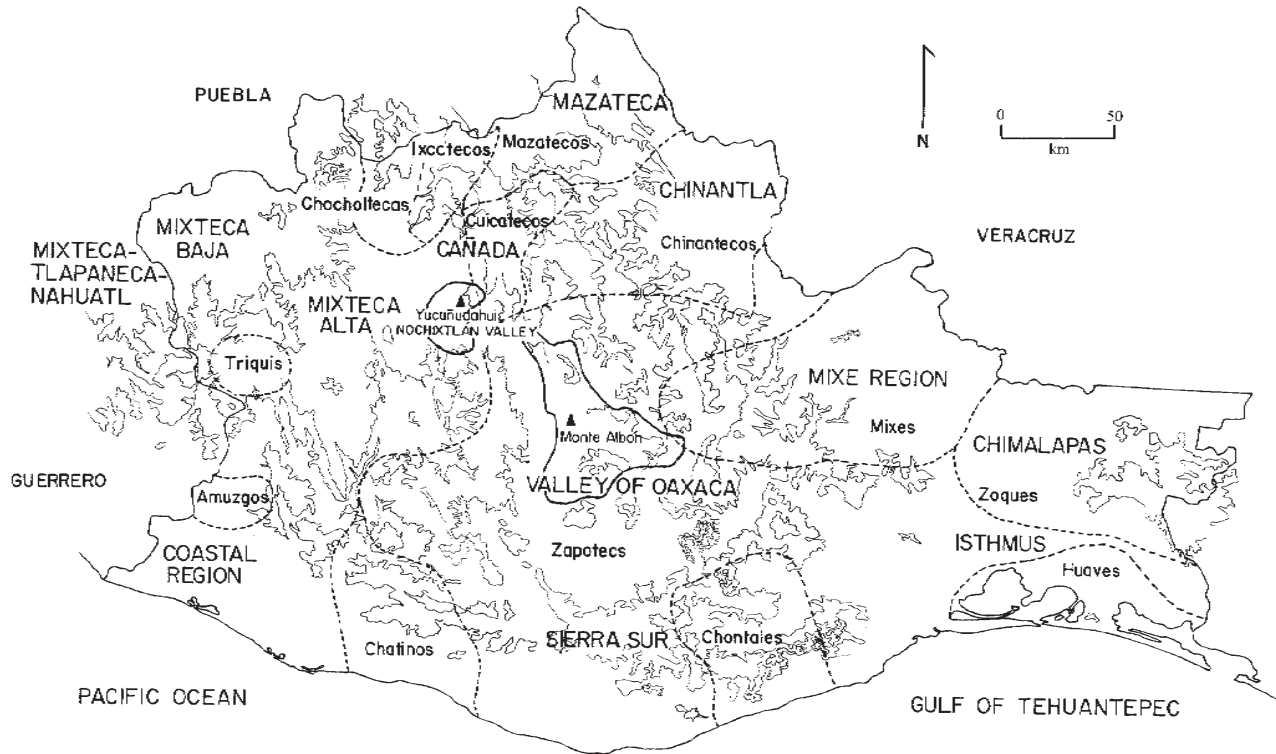 PUEBLA
MAZATECA
Ixcatecos
Mazatecos
N
0 50
km
CHINANTLA
Chocholtecas
Cuicatecos
MIXTECA
BAJA
CAÑADA
Chinantecos
VERACRUZ
MIXTECA-
TLAPANECA-
NAHUATL
MIXTECA
ALTA
Yucuñudahui
NOCHIXTLAN VALLEY
Triquis
MIXE REGION
Mixes
Monte Albon
CHIMALAPAS
GUERRERO
Amuzgos
VALLEY OF OAXACA
Zoques
COASTAL
REGION
Zapotecs
ISTHMUS
Huaves
Chatinos
SIERRA SUR
Chontales
PACIFIC OCEAN
GULF OF TEHUANTEPEC